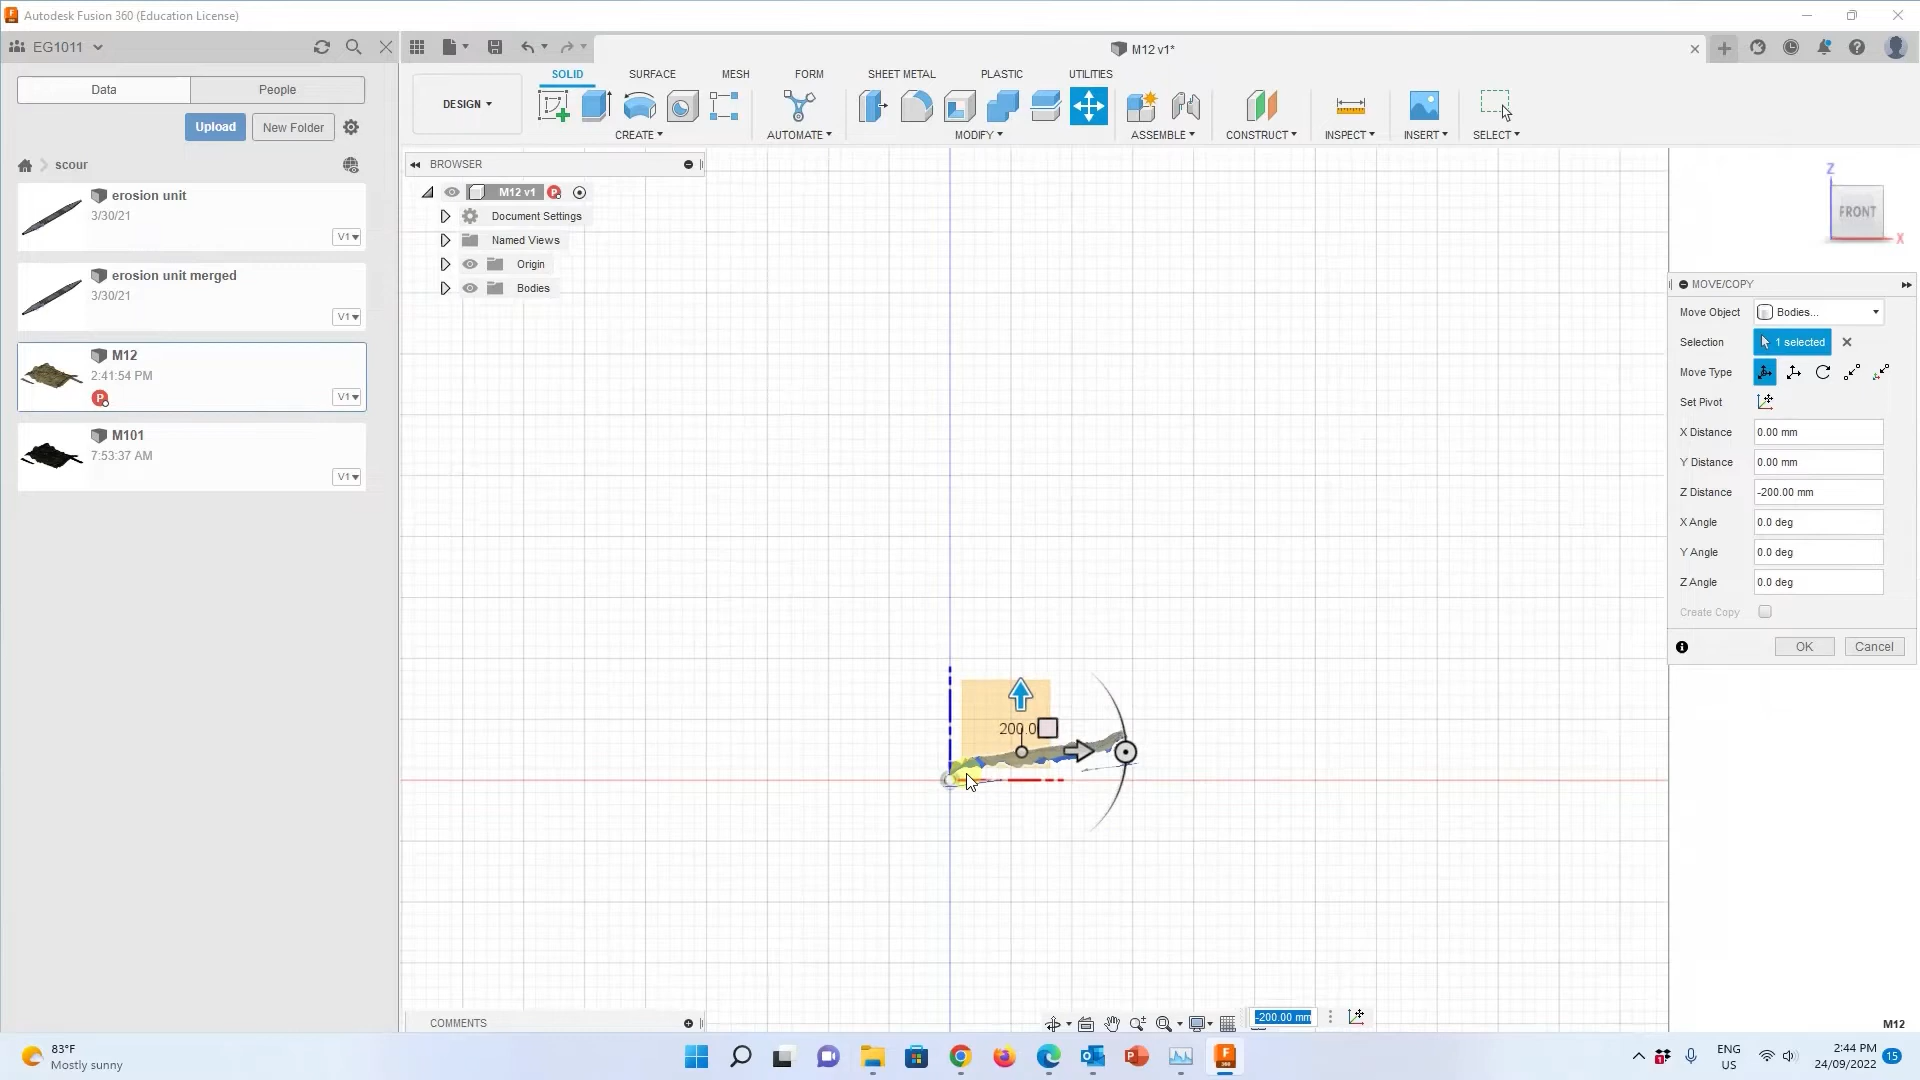 Autodesk Fusion 360 (Education License)
EG1011
M12 v1*
Data
People
Upload
New Folder
scour
erosion unit
3/30/21
V1
erosion unit merged
3/30/21
V1
M12
2:41:54 PM
P
V1
M101
7:53:37 AM
V1
DESIGN
SOLID
SURFACE
MESH
FORM
SHEET METAL
PLASTIC
UTILITIES
CREATE
AUTOMATE
MODIFY
ASSEMBLE
CONSTRUCT
INSPECT
INSERT
SELECT
BROWSER
M12 v1
P
Document Settings
Named Views
Origin
Bodies
Z
FRONT
X
MOVE/COPY
Move Object
Bodies...
Selection
1 selected
Move Type
Set Pivot
X Distance
0.00 mm
Y Distance
0.00 mm
Z Distance
-200.00 mm
X Angle
0.0 deg
Y Angle
0.0 deg
Z Angle
0.0 deg
Create Copy
OK
Cancel
200.0
COMMENTS
-200.00 mm
M12
83°F
Mostly sunny
ENG
US
2:44 PM
24/09/2022
15